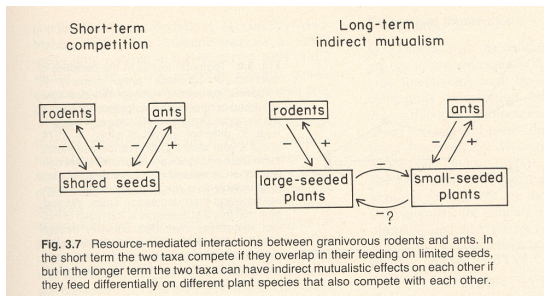 Short-term
competition
Long-term
indirect mutualism
rodents
ants
– + – +
shared seeds
rodents
ants
– + – – +
large-seeded
plants
small-seeded
plants
–?
Fig. 3.7 Resource-mediated interactions between granivorous rodents and ants. In
the short term the two taxa compete if they overlap in their feeding on limited seeds,
but in the longer term the two taxa can have indirect mutualistic effects on each other if
they feed differentially on different plant species that also compete with each other.